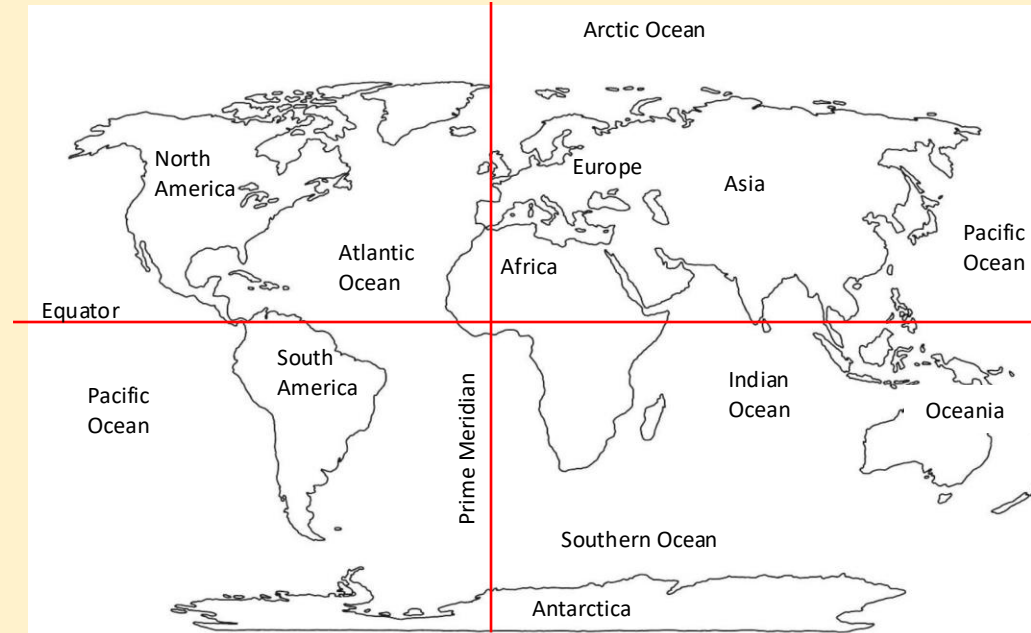 Arctic Ocean
North
America
Europe
Asia
Atlantic
Ocean
Africa
Pacific
Ocean
Equator
South
America
Pacific
Ocean
Prime Meridian
Indian
Ocean
Oceania
Southern Ocean
Antarctica